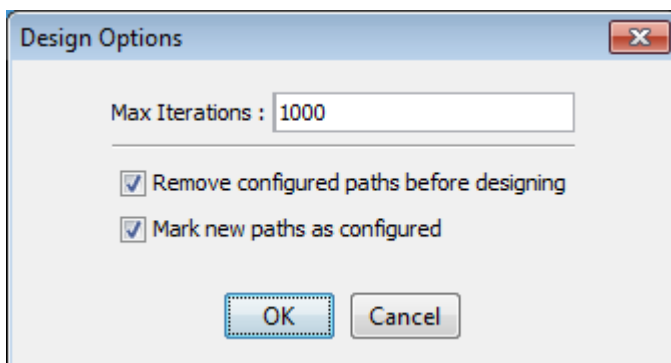 Design Options
Max Iterations : 1000
Remove configured paths before designing
Mark new paths as configured
OK Cancel